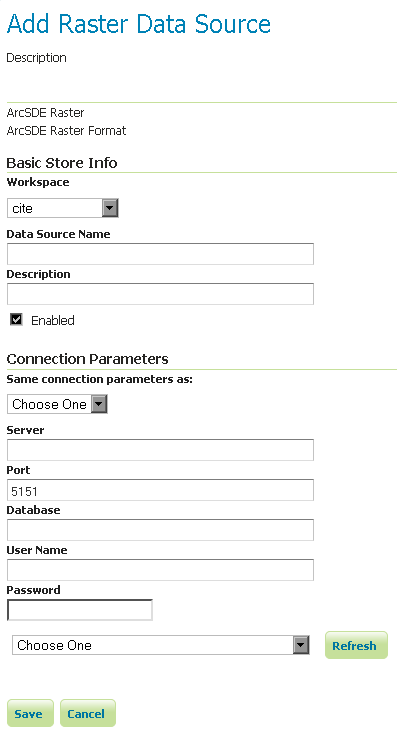 Add Raster Data Source
Description
ArcSDE Raster
ArcSDE Raster Format
Basic Store Info
Workspace
cite
Data Source Name
Description
Enabled
Connection Parameters
Same connection parameters as:
Choose One
Server
Port
5151
Database
User Name
Password
Choose One Refresh
Save Cancel